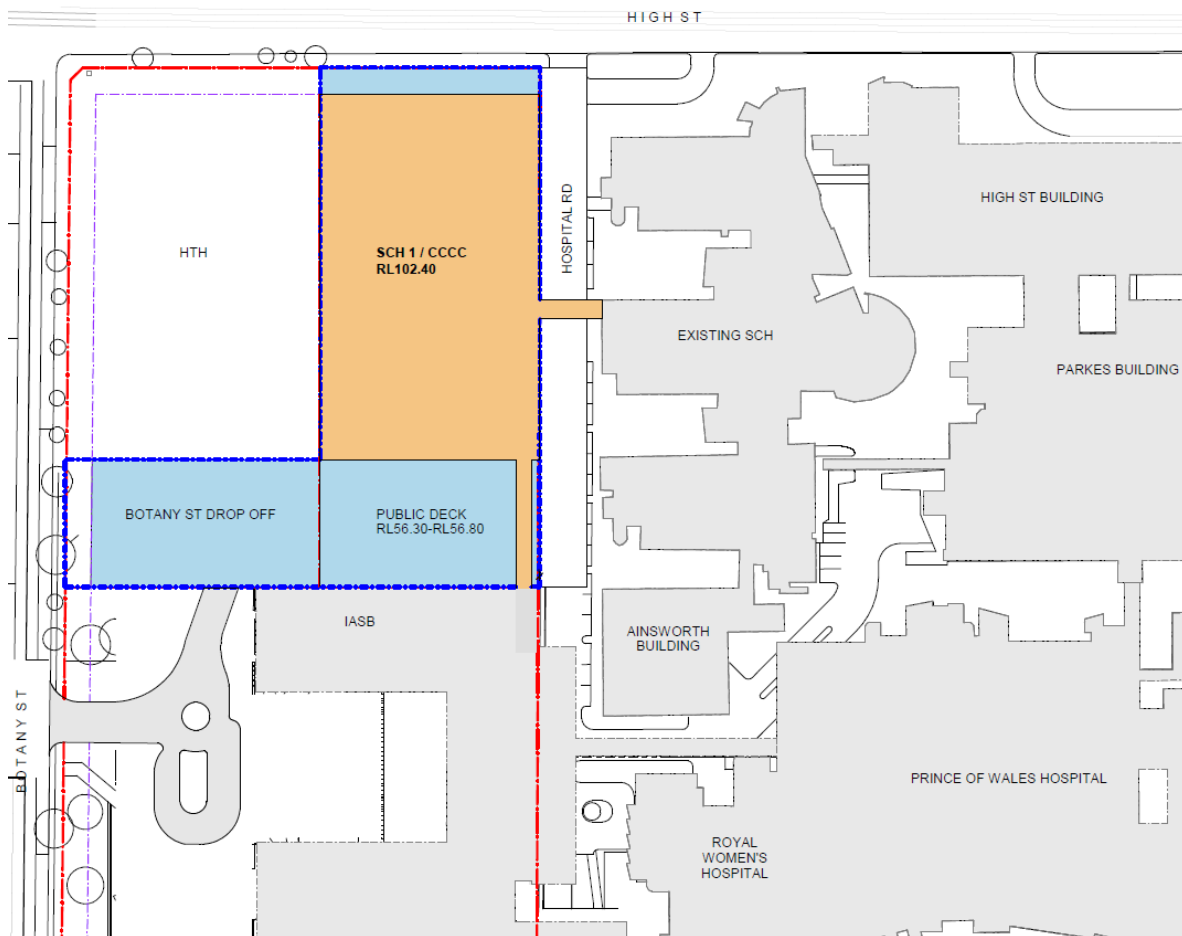 HIGH ST
HIGH ST BUILDING
HTH
SCH 1 / CCCC
RL102.40
HOSPITAL RD
EXISTING SCH
PARKES BUILDING
BOTANY ST DROP OFF
PUBLIC DECK
RL56.30-RL56.80
IASB
AINSWORTH
BUILDING
BOTANY ST
PRINCE OF WALES HOSPITAL
ROYAL
WOMEN'S
HOSPITAL